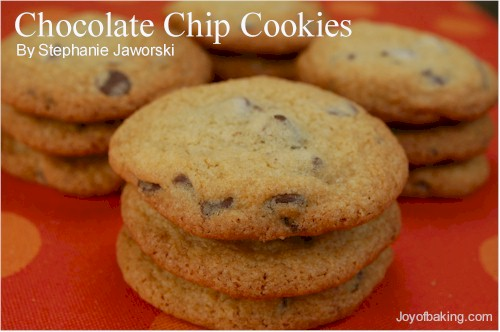 Chocolate Chip Cookies
By Stephanie Jaworski
Joyofbaking.com